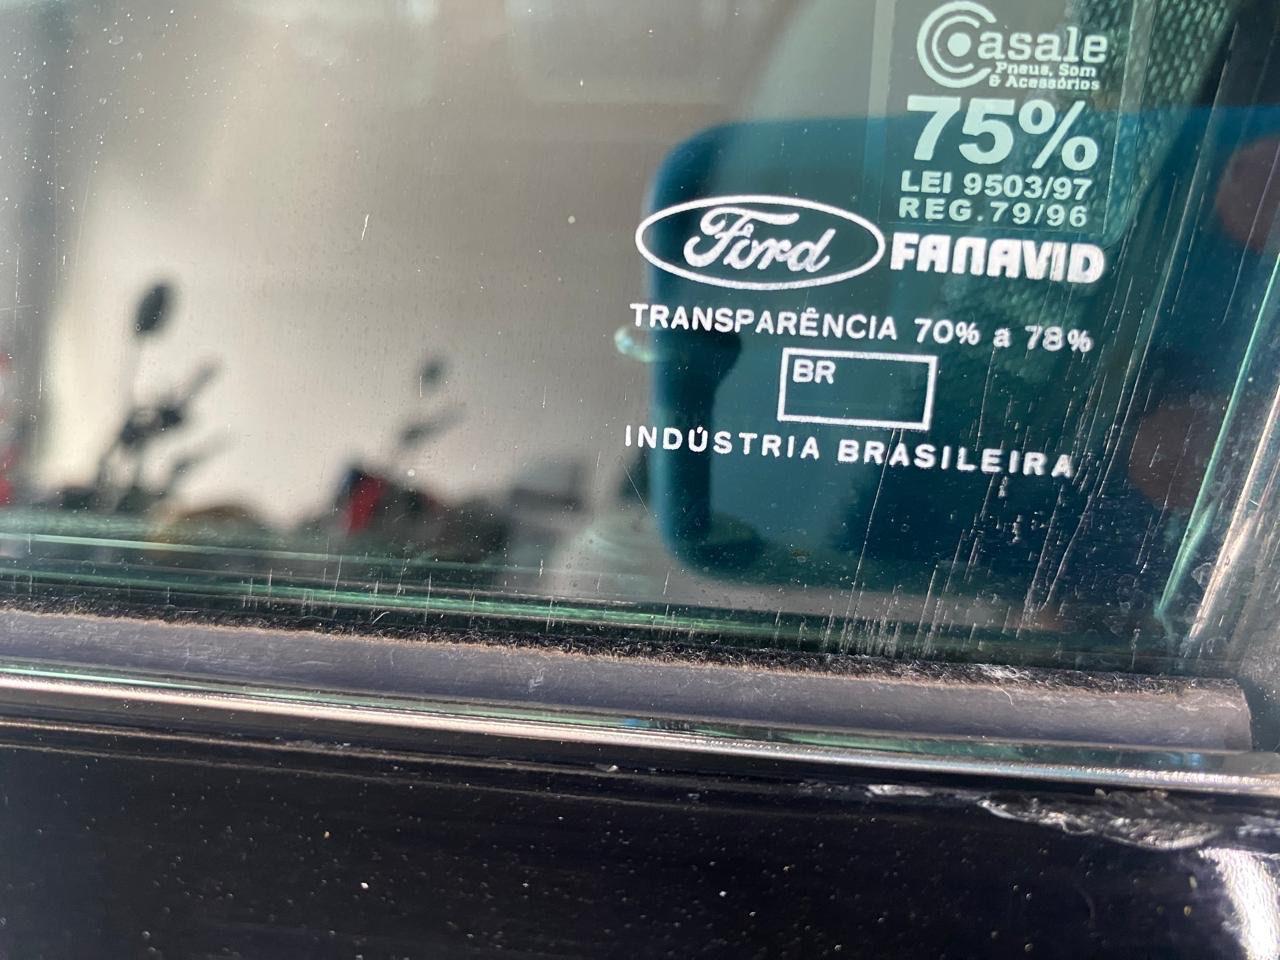 Casale
Pneus, Som
& Acessórios
75%
LEI 9503/97
REG.79/96
Ford FANAVID
TRANSPARÊNCIA 70% a 78%
BR
INDÚSTRIA BRASILEIRA